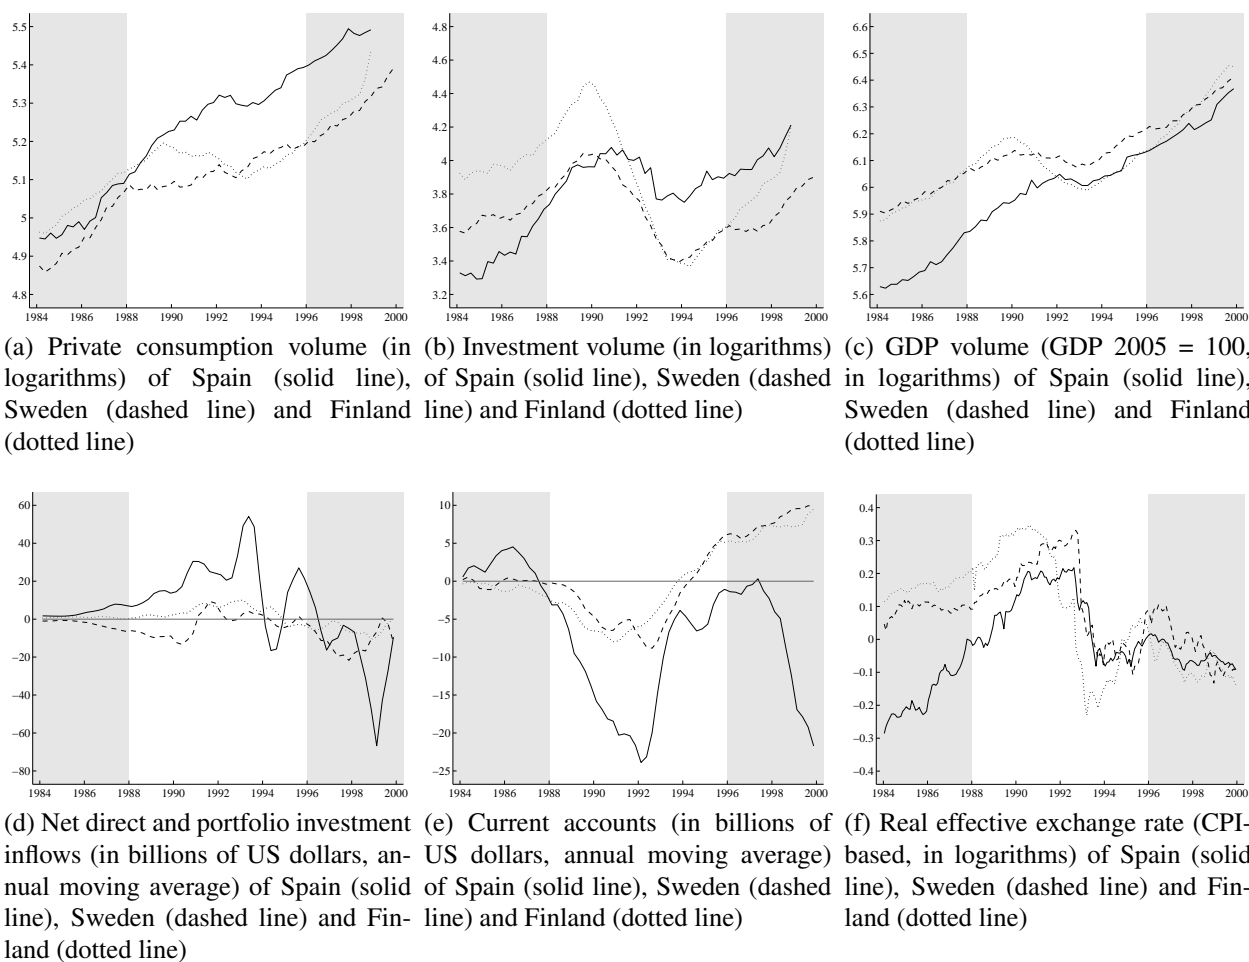 5.5
5.4
5.3
5.2
5.1
5
4.9
4.8
1984 1986 1988 1990 1992 1994 1996 1998 2000
(a) Private consumption volume (in
logarithms) of Spain (solid line),
Sweden (dashed line) and Finland
(dotted line)
4.8
4.4
4.2
4
3.8
3.6
3.4
3.2
1984 1986 1988 1990 1992 1994 1996 1998 2000
(b) Investment volume (in logarithms)
of Spain (solid line), Sweden (dashed
line) and Finland (dotted line)
6.6
6.4
6.3
6.2
6.1
6
5.9
5.8
5.7
5.6
1984 1986 1988 1990 1992 1994 1996 1998 2000
(c) GDP volume (GDP 2005 = 100,
in logarithms) of Spain (solid line),
Sweden (dashed line) and Finland
(dotted line)
60
40
20
0
−20
−40
−60
−80
1984 1986 1988 1990 1992 1994 1996 1998 2000
(d) Net direct and portfolio investment
inflows (in billions of US dollars, an-
nual moving average) of Spain (solid
line), Sweden (dashed line) and Fin-
land (dotted line)
10
5
0
−5
−10
−15
−20
−25
1984 1986 1988 1990 1992 1994 1996 1998 2000
(e) Current accounts (in billions of
US dollars, annual moving average)
of Spain (solid line), Sweden (dashed
line) and Finland (dotted line)
0.4
0.3
0.2
0.1
0
−0.1
−0.2
−0.3
−0.4
1984 1986 1988 1990 1992 1994 1996 1998 2000
(f) Real effective exchange rate (CPI-
based, in logarithms) of Spain (solid
line), Sweden (dashed line) and Fin-
land (dotted line)